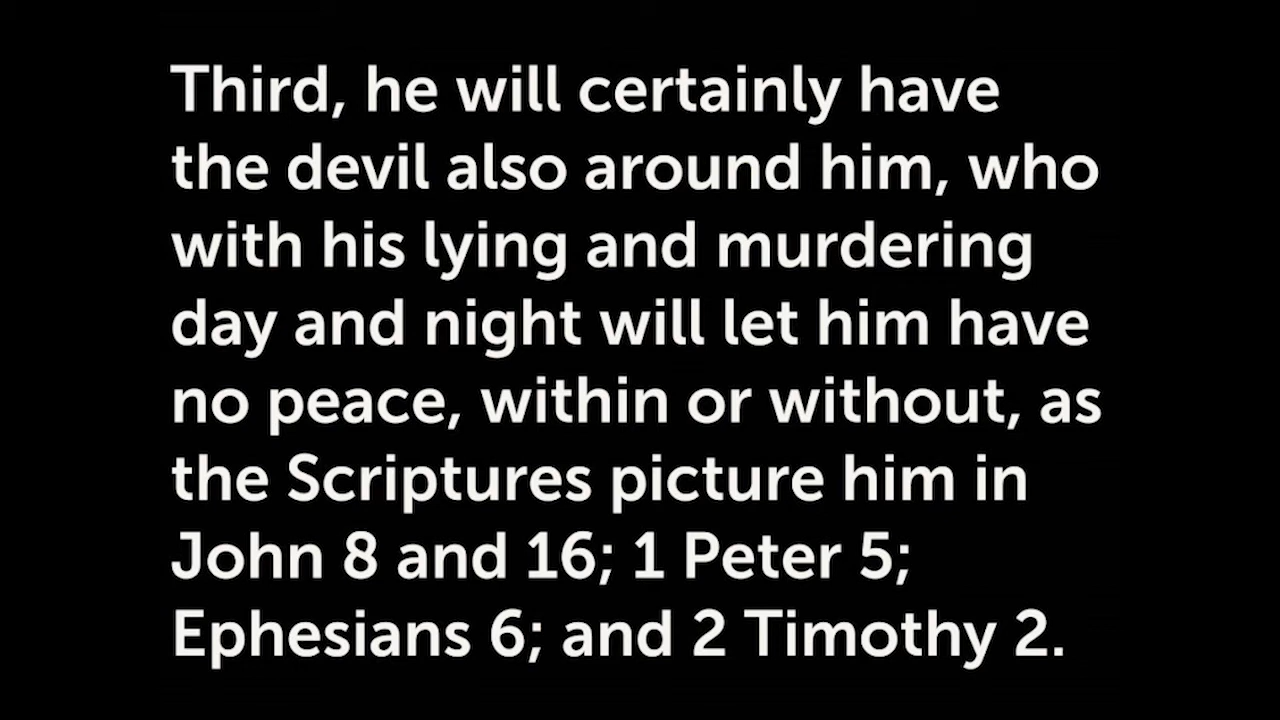 Third, he will certainly have
the devil also around him, who
with his lying and murdering
day and night will let him have
no peace, within or without, as
the Scriptures picture him in
John 8 and 16; 1 Peter 5;
Ephesians 6; and 2 Timothy 2.